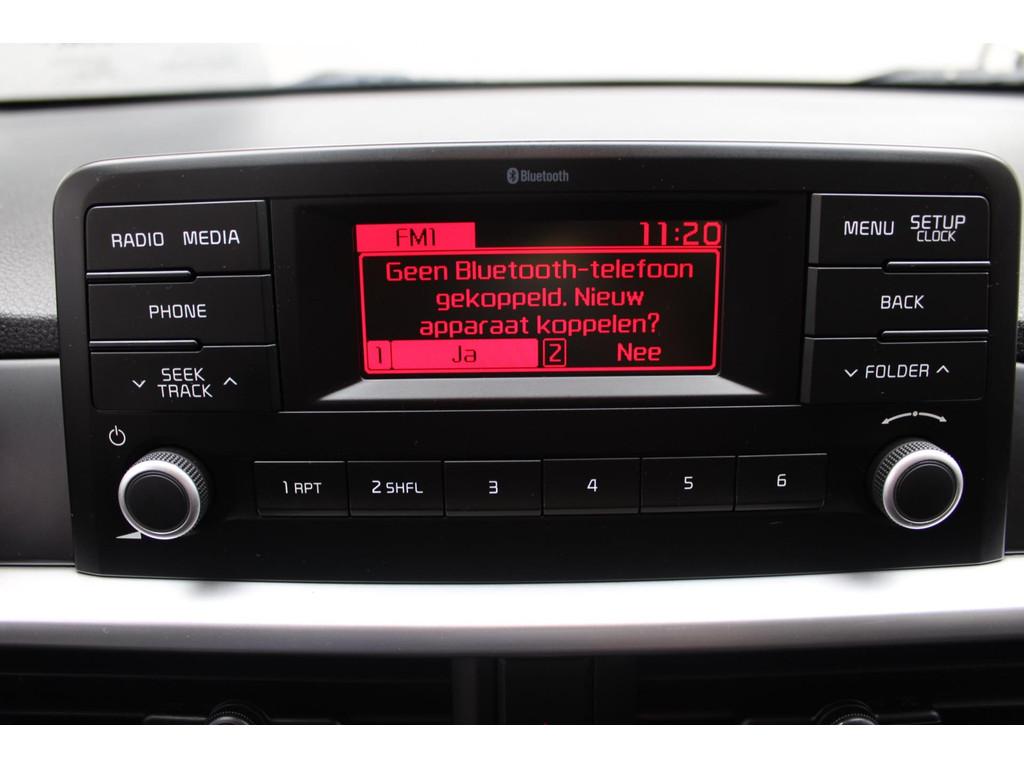 Bluetooth
RADIO MEDIA
PHONE
SEEK
TRACK
FM1 11:20
Geen Bluetooth-telefoon
gekoppeld. Nieuw
apparaat koppelen?
1 Ja 2 Nee
MENU SETUP
CLOCK
BACK
FOLDER
1 RPT 2 SHFL 3 4 5 6